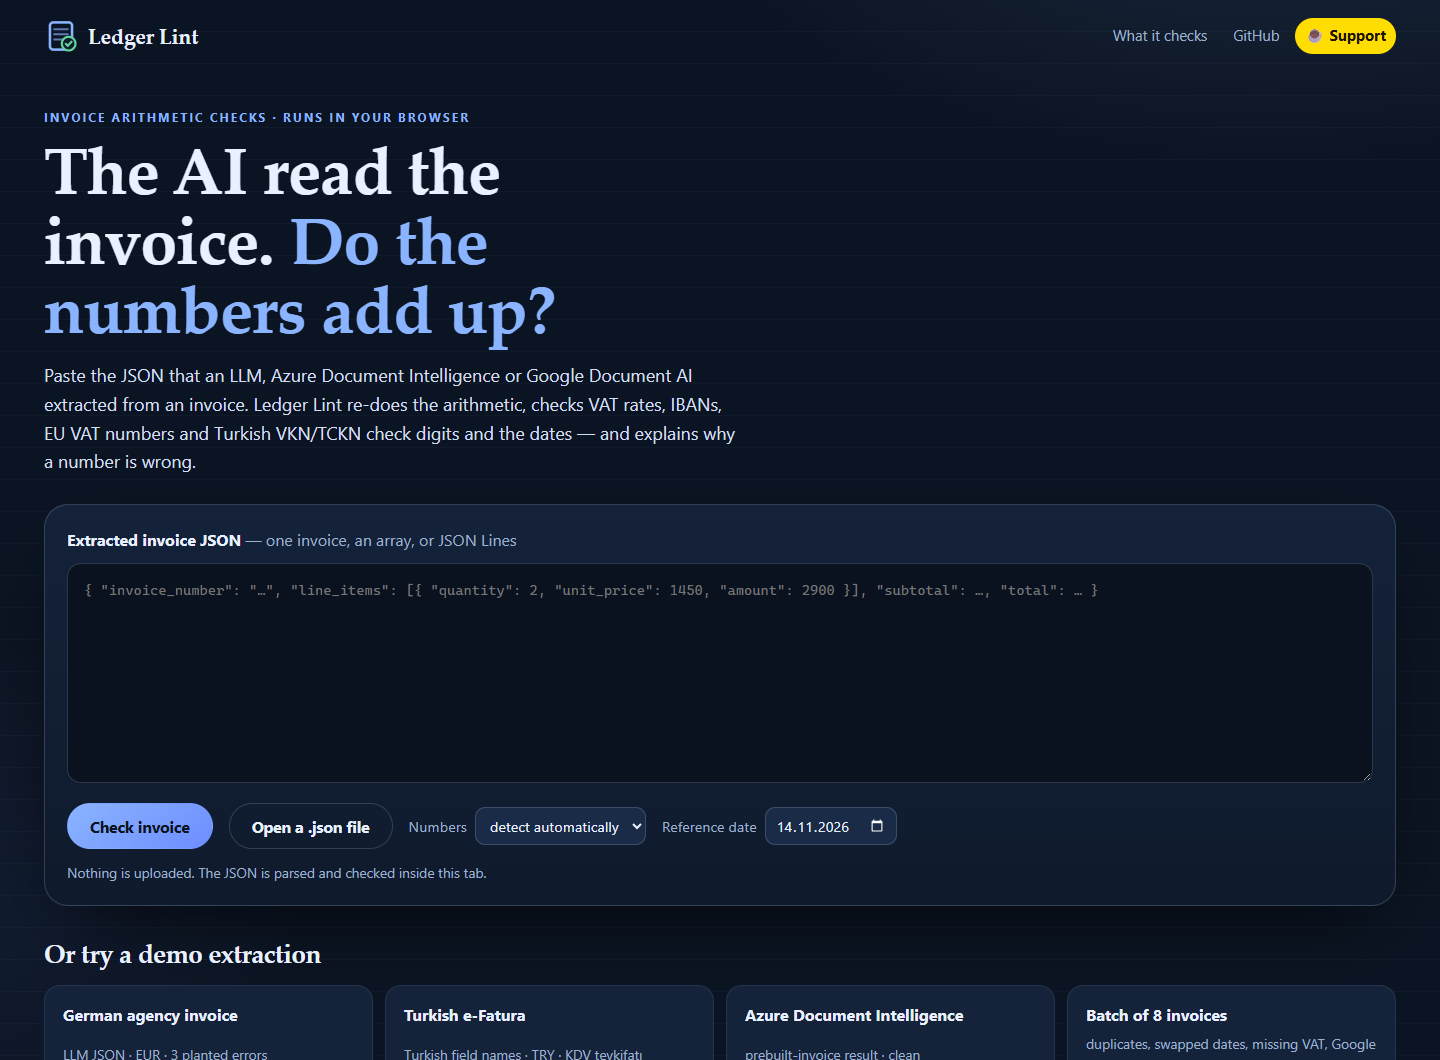 Ledger Lint
What it checks
GitHub
Support
INVOICE ARITHMETIC CHECKS · RUNS IN YOUR BROWSER
The AI read the
invoice. Do the
numbers add up?
Paste the JSON that an LLM, Azure Document Intelligence or Google Document AI
extracted from an invoice. Ledger Lint re-does the arithmetic, checks VAT rates, IBANs,
EU VAT numbers and Turkish VKN/TCKN check digits and the dates — and explains why
a number is wrong.
Extracted invoice JSON — one invoice, an array, or JSON Lines
{ "invoice_number": "…", "line_items": [{ "quantity": 2, "unit_price": 1450, "amount": 2900 }], "subtotal": …, "total": … }
Check invoice
Open a .json file
Numbers
detect automatically
Reference date
14.11.2026
Nothing is uploaded. The JSON is parsed and checked inside this tab.
Or try a demo extraction
German agency invoice
LLM JSON · EUR · 3 planted errors
Turkish e-Fatura
Turkish field names · TRY · KDV tevkifatı
Azure Document Intelligence
prebuilt-invoice result · clean
Batch of 8 invoices
duplicates, swapped dates, missing VAT, Google